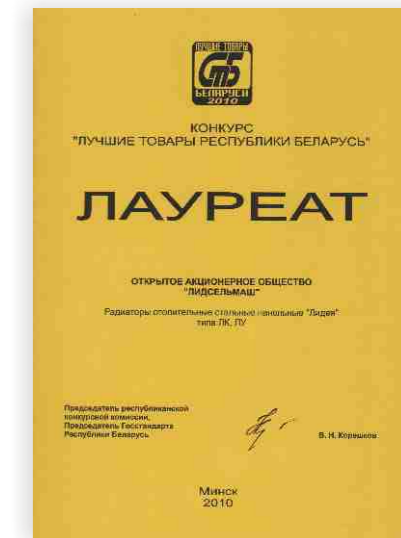 ЛУЧШИЕ ТОВАРЫ
СТБ
БЕЛАРУСИ
2010
КОНКУРС
"ЛУЧШИЕ ТОВАРЫ РЕСПУБЛИКИ БЕЛАРУСЬ"
ЛАУРЕАТ
ОТКРЫТОЕ АКЦИОНЕРНОЕ ОБЩЕСТВО
"ЛИДСЕЛЬМАШ"
Радиаторы отопительные стальные панельные "Лидея"
типа ЛК, ЛУ
Председатель республиканской
конкурсной комиссии,
Председатель Госстандарта
Республики Беларусь
В. Н. Корешков
Минск
2010